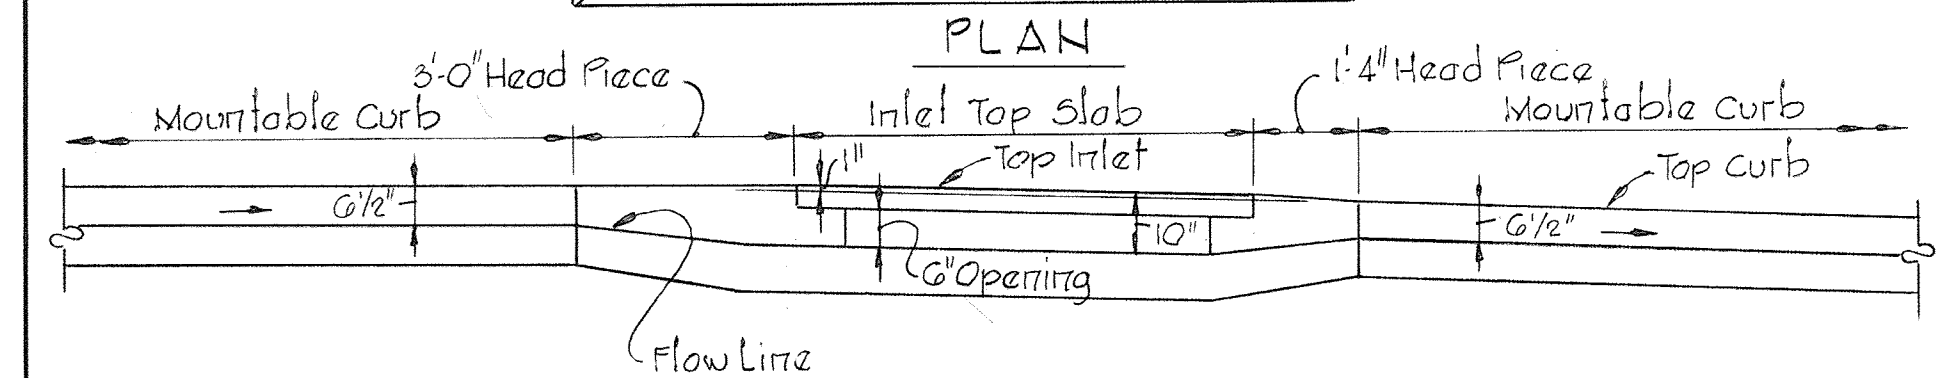 PLAN
3'-0" Head Piece
1'-4" Head Piece
Mountable Curb
Inlet Top Slab
Mountable Curb
1"
Top Inlet
Top Curb
6½"
10"
6½"
6" Opening
Flow Line